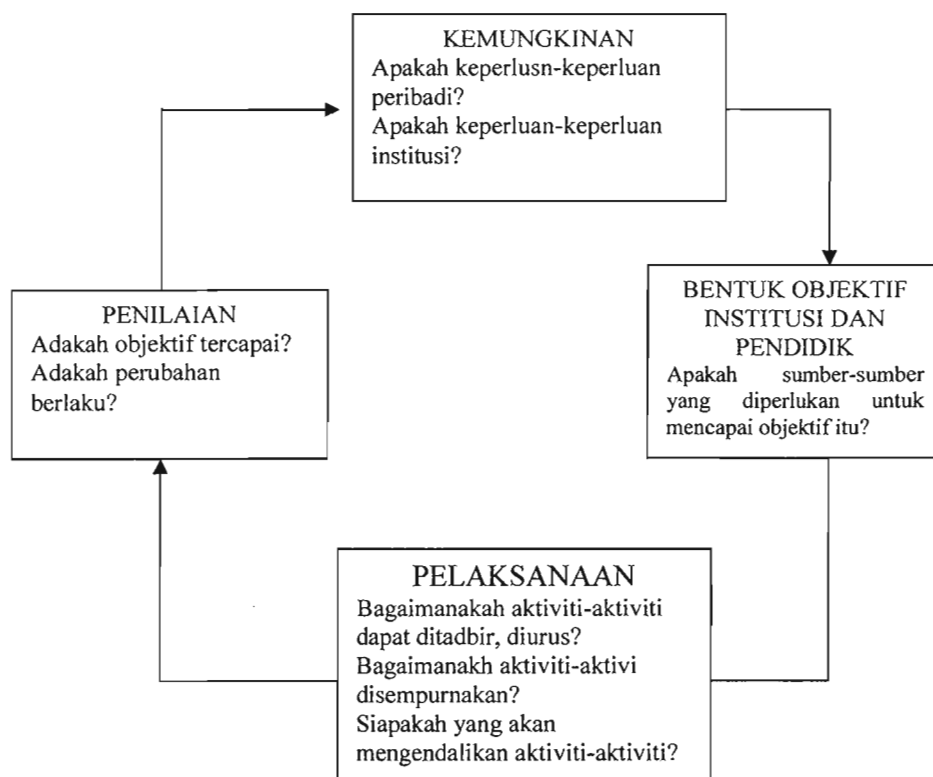 KEMUNGKINAN
Apakah keperlusn-keperluan
peribadi?
Apakah keperluan-keperluan
institusi?
BENTUK OBJEKTIF
INSTITUSI DAN
PENDIDIK
Apakah sumber-sumber
yang diperlukan untuk
mencapai objektif itu?
PELAKSANAAN
Bagaimanakah aktiviti-aktiviti
dapat ditadbir, diurus?
Bagaimanakh aktiviti-aktivi
disempurnakan?
Siapakah yang akan
mengendalikan aktiviti-aktiviti?
PENILAIAN
Adakah objektif tercapai?
Adakah perubahan
berlaku?